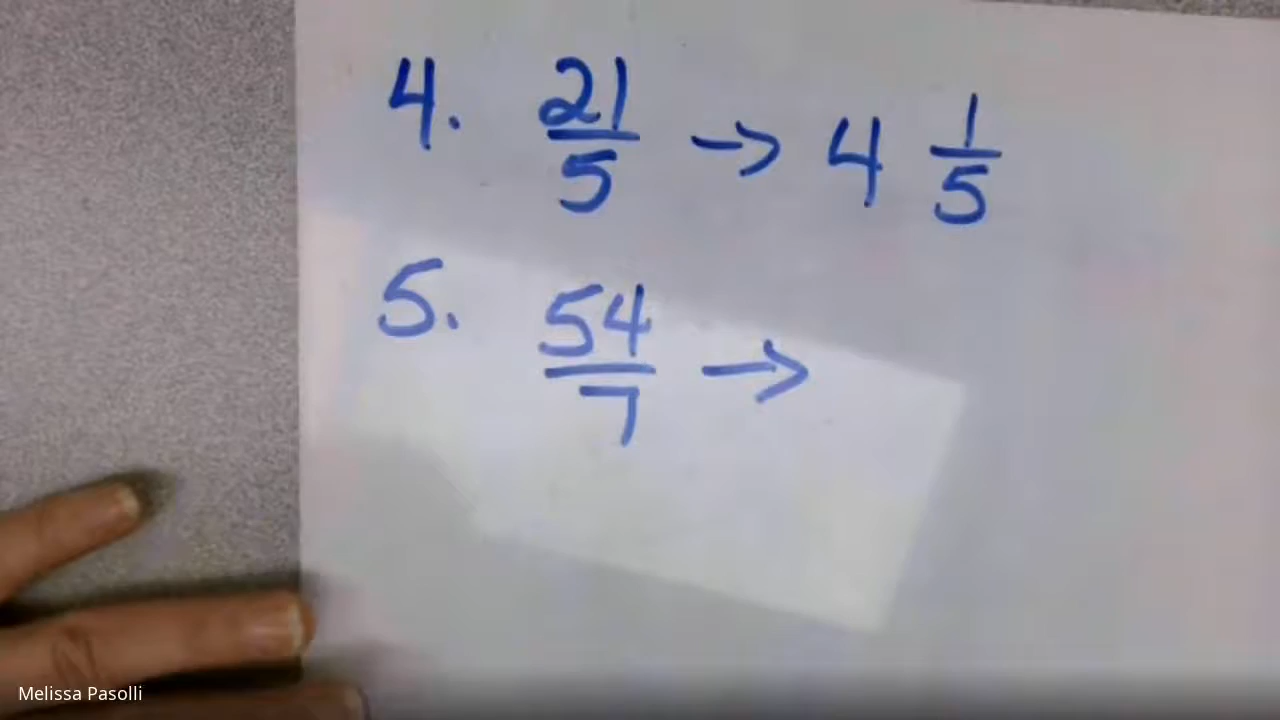 4. 21/5 → 4 1/5
5. 54/7 →
Melissa Pasolli